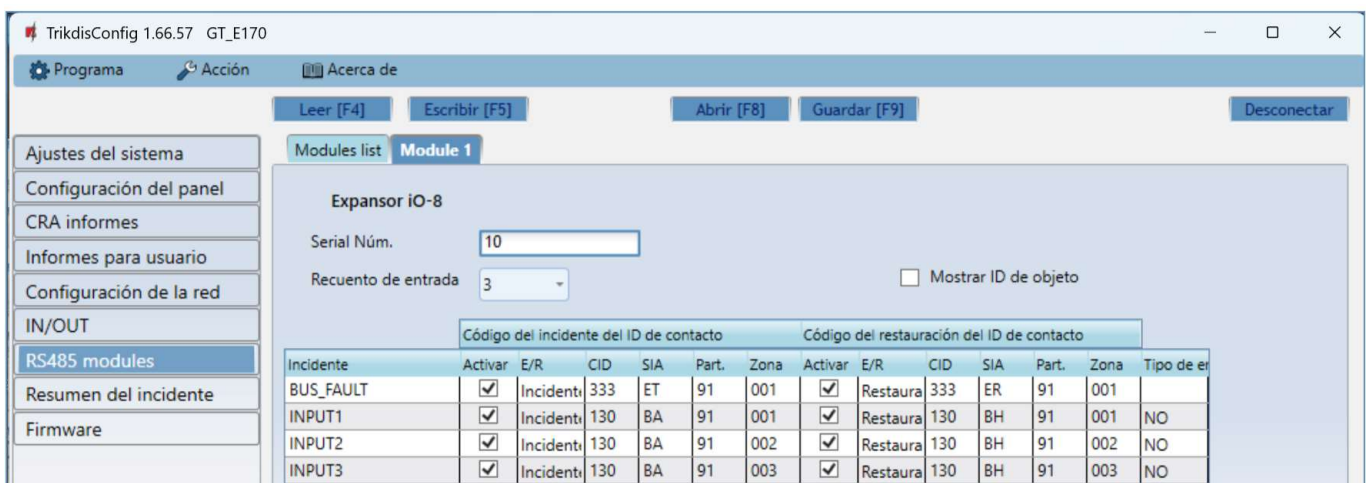 TrikdisConfig 1.66.57 GT_E170
Programa Acción Acerca de
Leer [F4] Escribir [F5] Abrir [F8] Guardar [F9] Desconectar
Ajustes del sistema
Configuración del panel
CRA informes
Informes para usuario
Configuración de la red
IN/OUT
RS485 modules
Resumen del incidente
Firmware
Modules list Module 1
Expansor iO-8
Serial Núm. 10
Recuento de entrada 3 Mostrar ID de objeto
Código del incidente del ID de contacto Código del restauración del ID de contacto
Incidente Activar E/R CID SIA Part. Zona Activar E/R CID SIA Part. Zona Tipo de en
BUS_FAULT Incidente 333 ET 91 001 Restaura 333 ER 91 001
INPUT1 Incidente 130 BA 91 001 Restaura 130 BH 91 001 NO
INPUT2 Incidente 130 BA 91 002 Restaura 130 BH 91 002 NO
INPUT3 Incidente 130 BA 91 003 Restaura 130 BH 91 003 NO